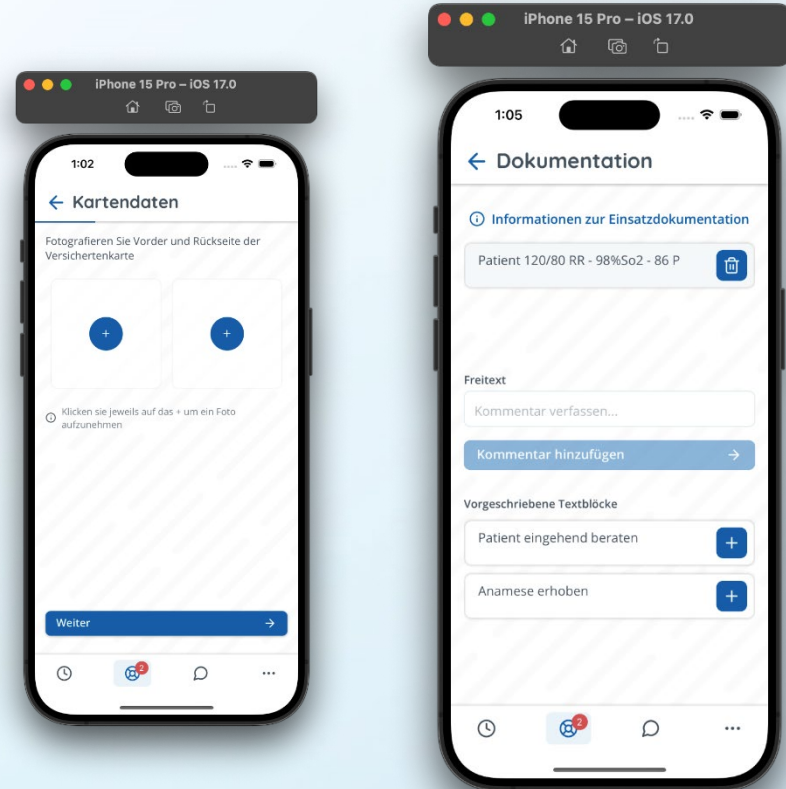 iPhone 15 Pro – iOS 17.0
1:02
Kartendaten
Fotografieren Sie Vorder und Rückseite der
Versichertenkarte
+
+
Klicken sie jeweils auf das + um ein Foto
aufzunehmen
Weiter
2
iPhone 15 Pro – iOS 17.0
1:05
Dokumentation
Informationen zur Einsatzdokumentation
Patient 120/80 RR - 98%So2 - 86 P
Freitext
Kommentar verfassen...
Kommentar hinzufügen
Vorgeschriebene Textblöcke
Patient eingehend beraten
+
Anamese erhoben
+
2